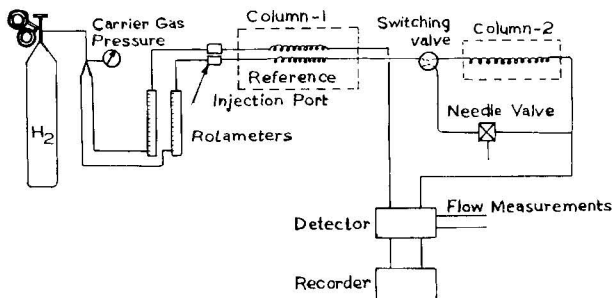 Carrier Gas
Pressure
Column-1
Switching
valve
Column-2
Reference
Injection Port
Needle Valve
H2
Rotameters
Detector
Flow Measurements
Recorder